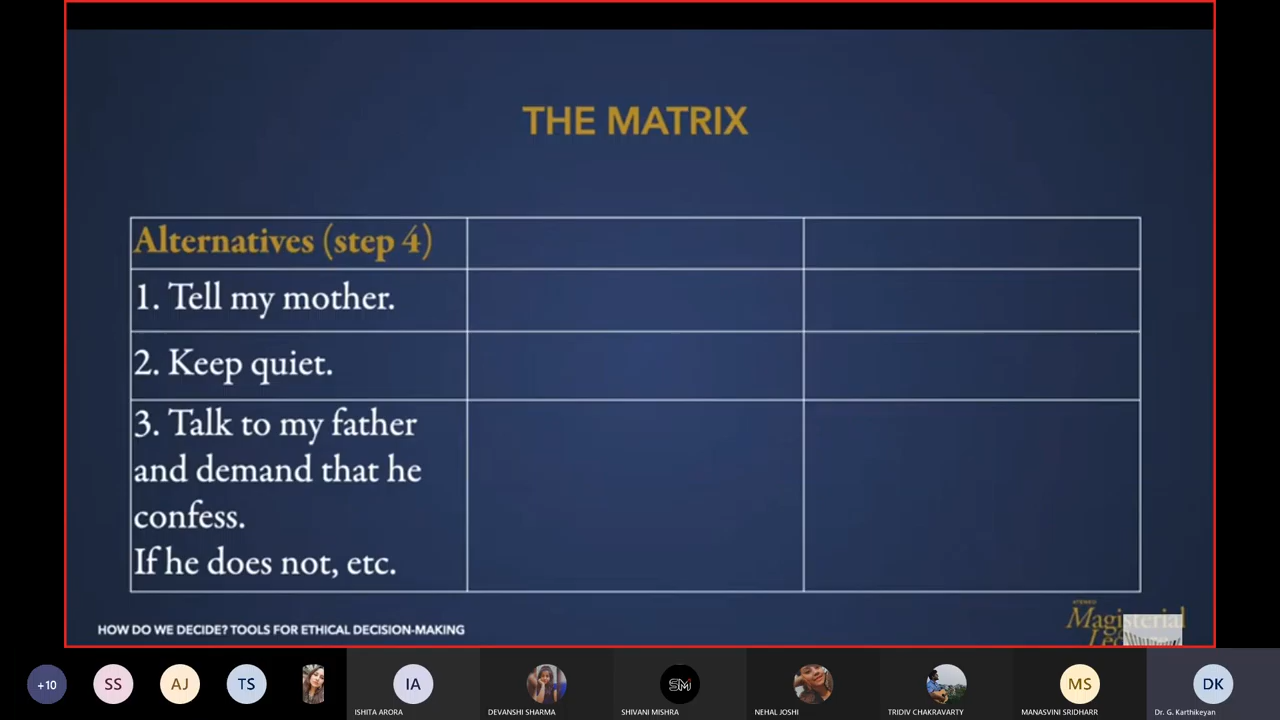 THE MATRIX
Alternatives (step 4)
1. Tell my mother.
2. Keep quiet.
3. Talk to my father
and demand that he
confess.
If he does not, etc.
HOW DO WE DECIDE? TOOLS FOR ETHICAL DECISION-MAKING
ATENEO
Magisterial
+10
SS
AJ
TS
IA
SM
MS
DK
ISHITA ARORA
DEVANSHI SHARMA
SHIVANI MISHRA
NEHAL JOSHI
TRIDIV CHAKRAVARTY
MANASVINI SRIDHARR
Dr. G. Karthikeyan